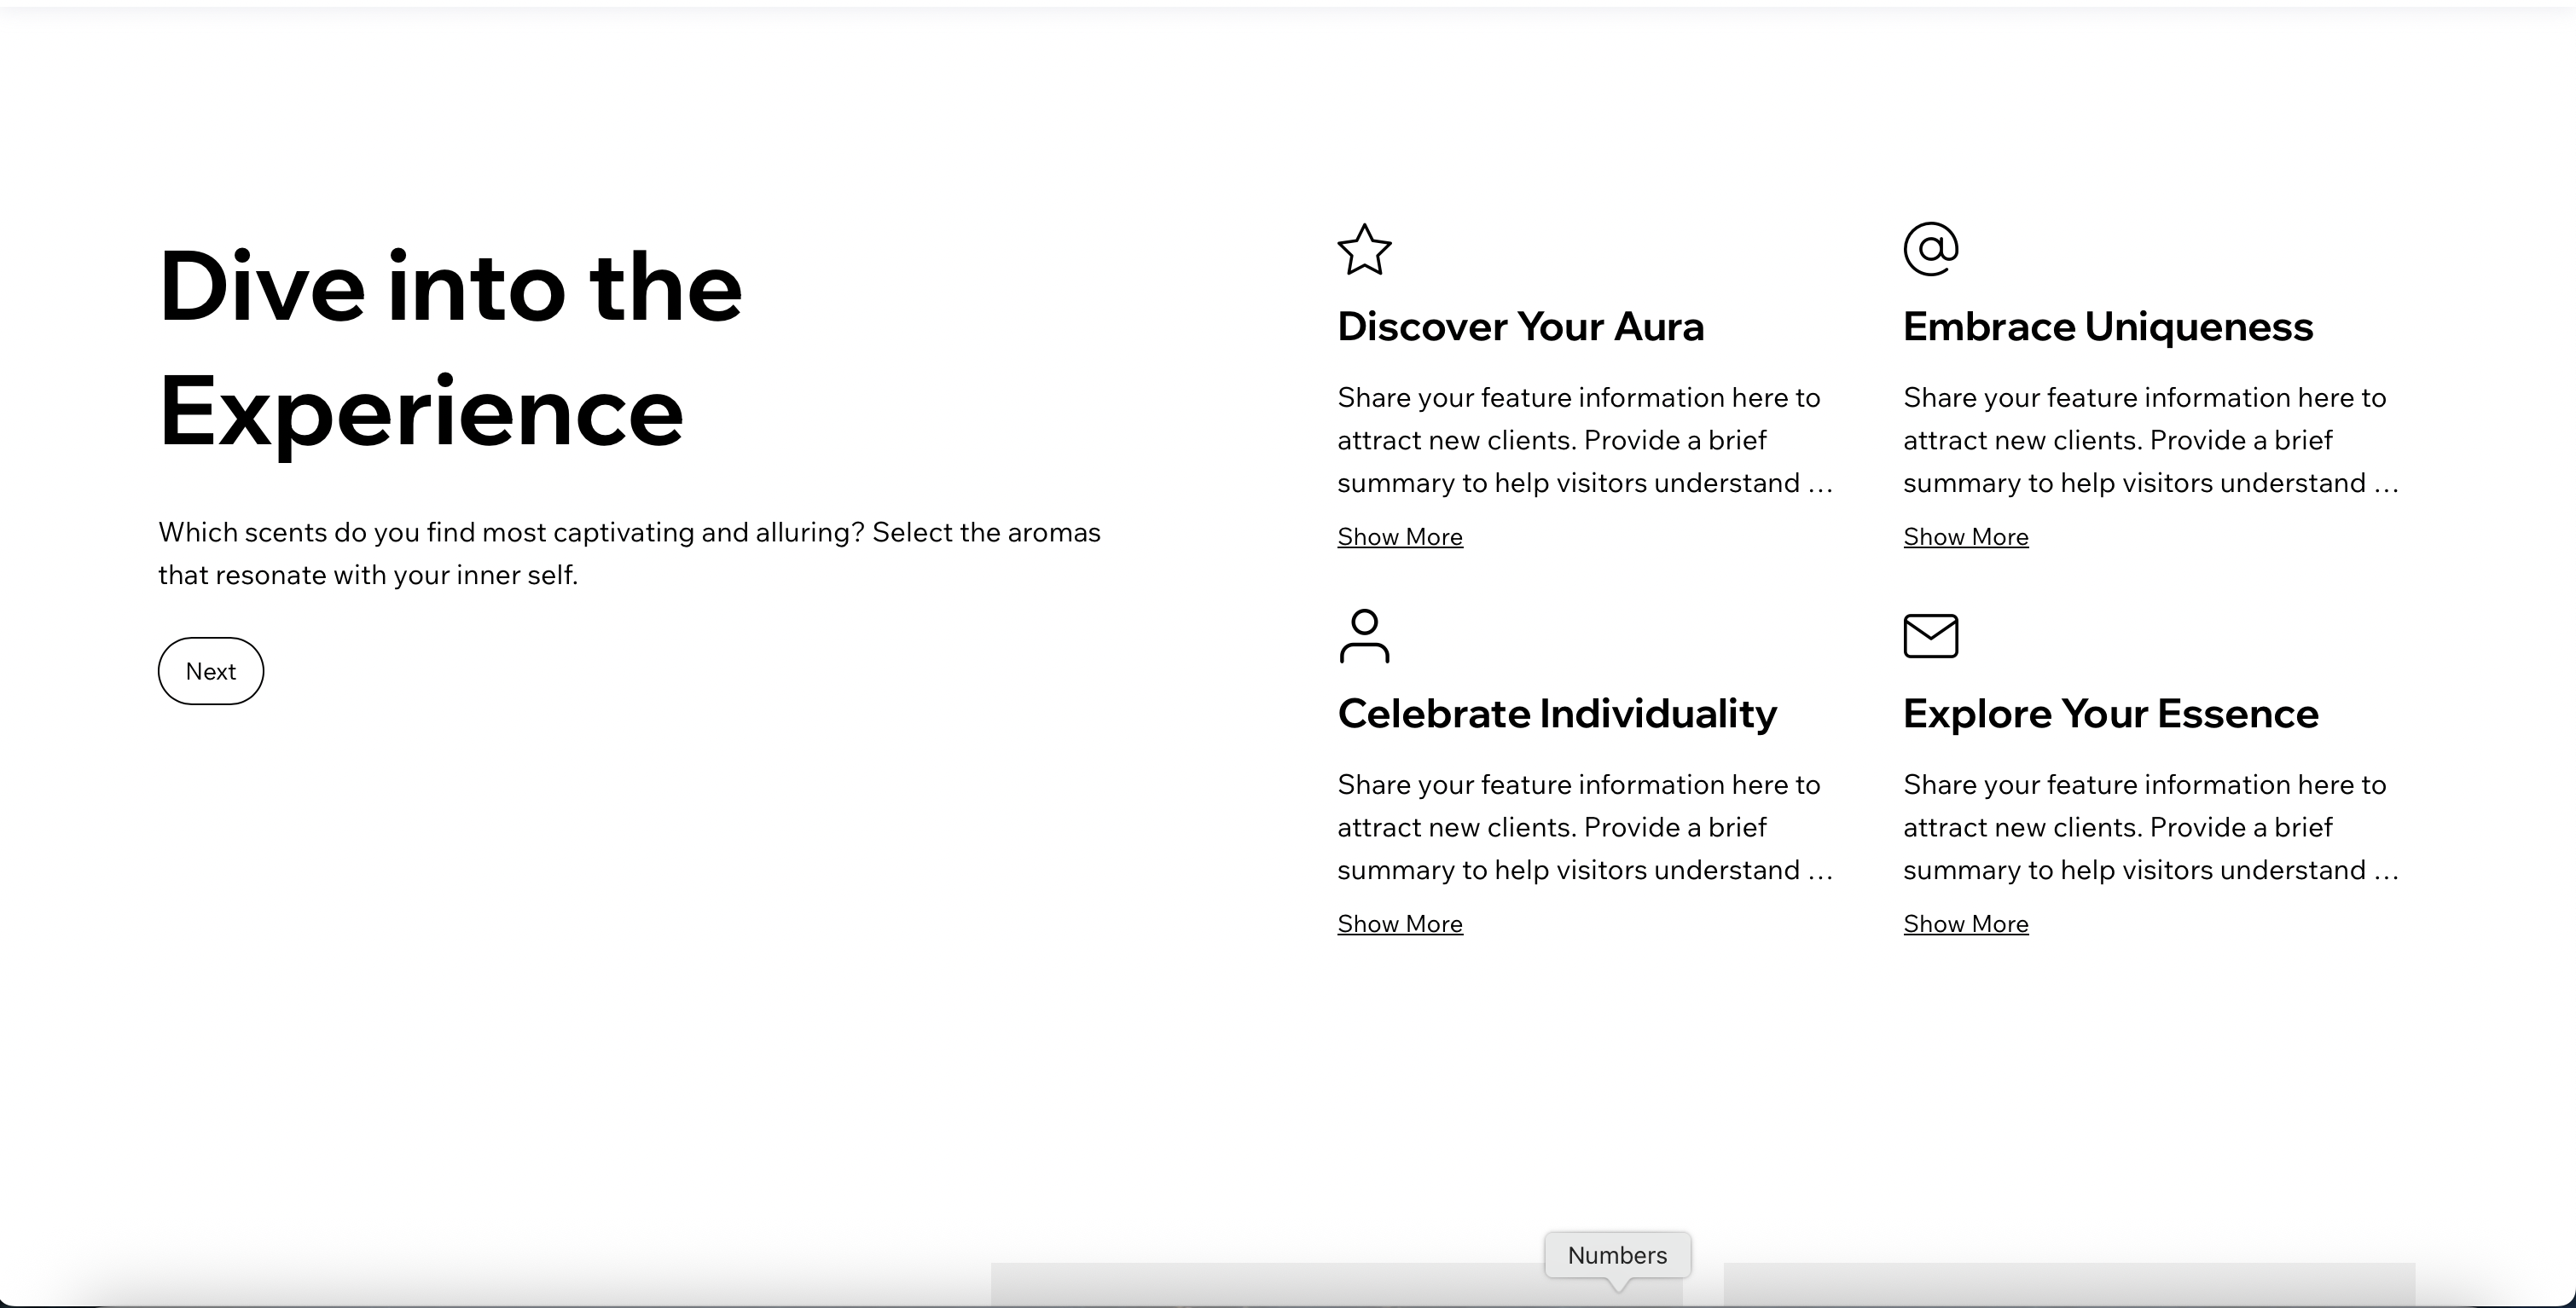 Dive into the
Experience
Which scents do you find most captivating and alluring? Select the aromas
that resonate with your inner self.
Next
Discover Your Aura
Share your feature information here to
attract new clients. Provide a brief
summary to help visitors understand …
Show More
Embrace Uniqueness
Share your feature information here to
attract new clients. Provide a brief
summary to help visitors understand …
Show More
Celebrate Individuality
Share your feature information here to
attract new clients. Provide a brief
summary to help visitors understand …
Show More
Explore Your Essence
Share your feature information here to
attract new clients. Provide a brief
summary to help visitors understand …
Show More
Numbers